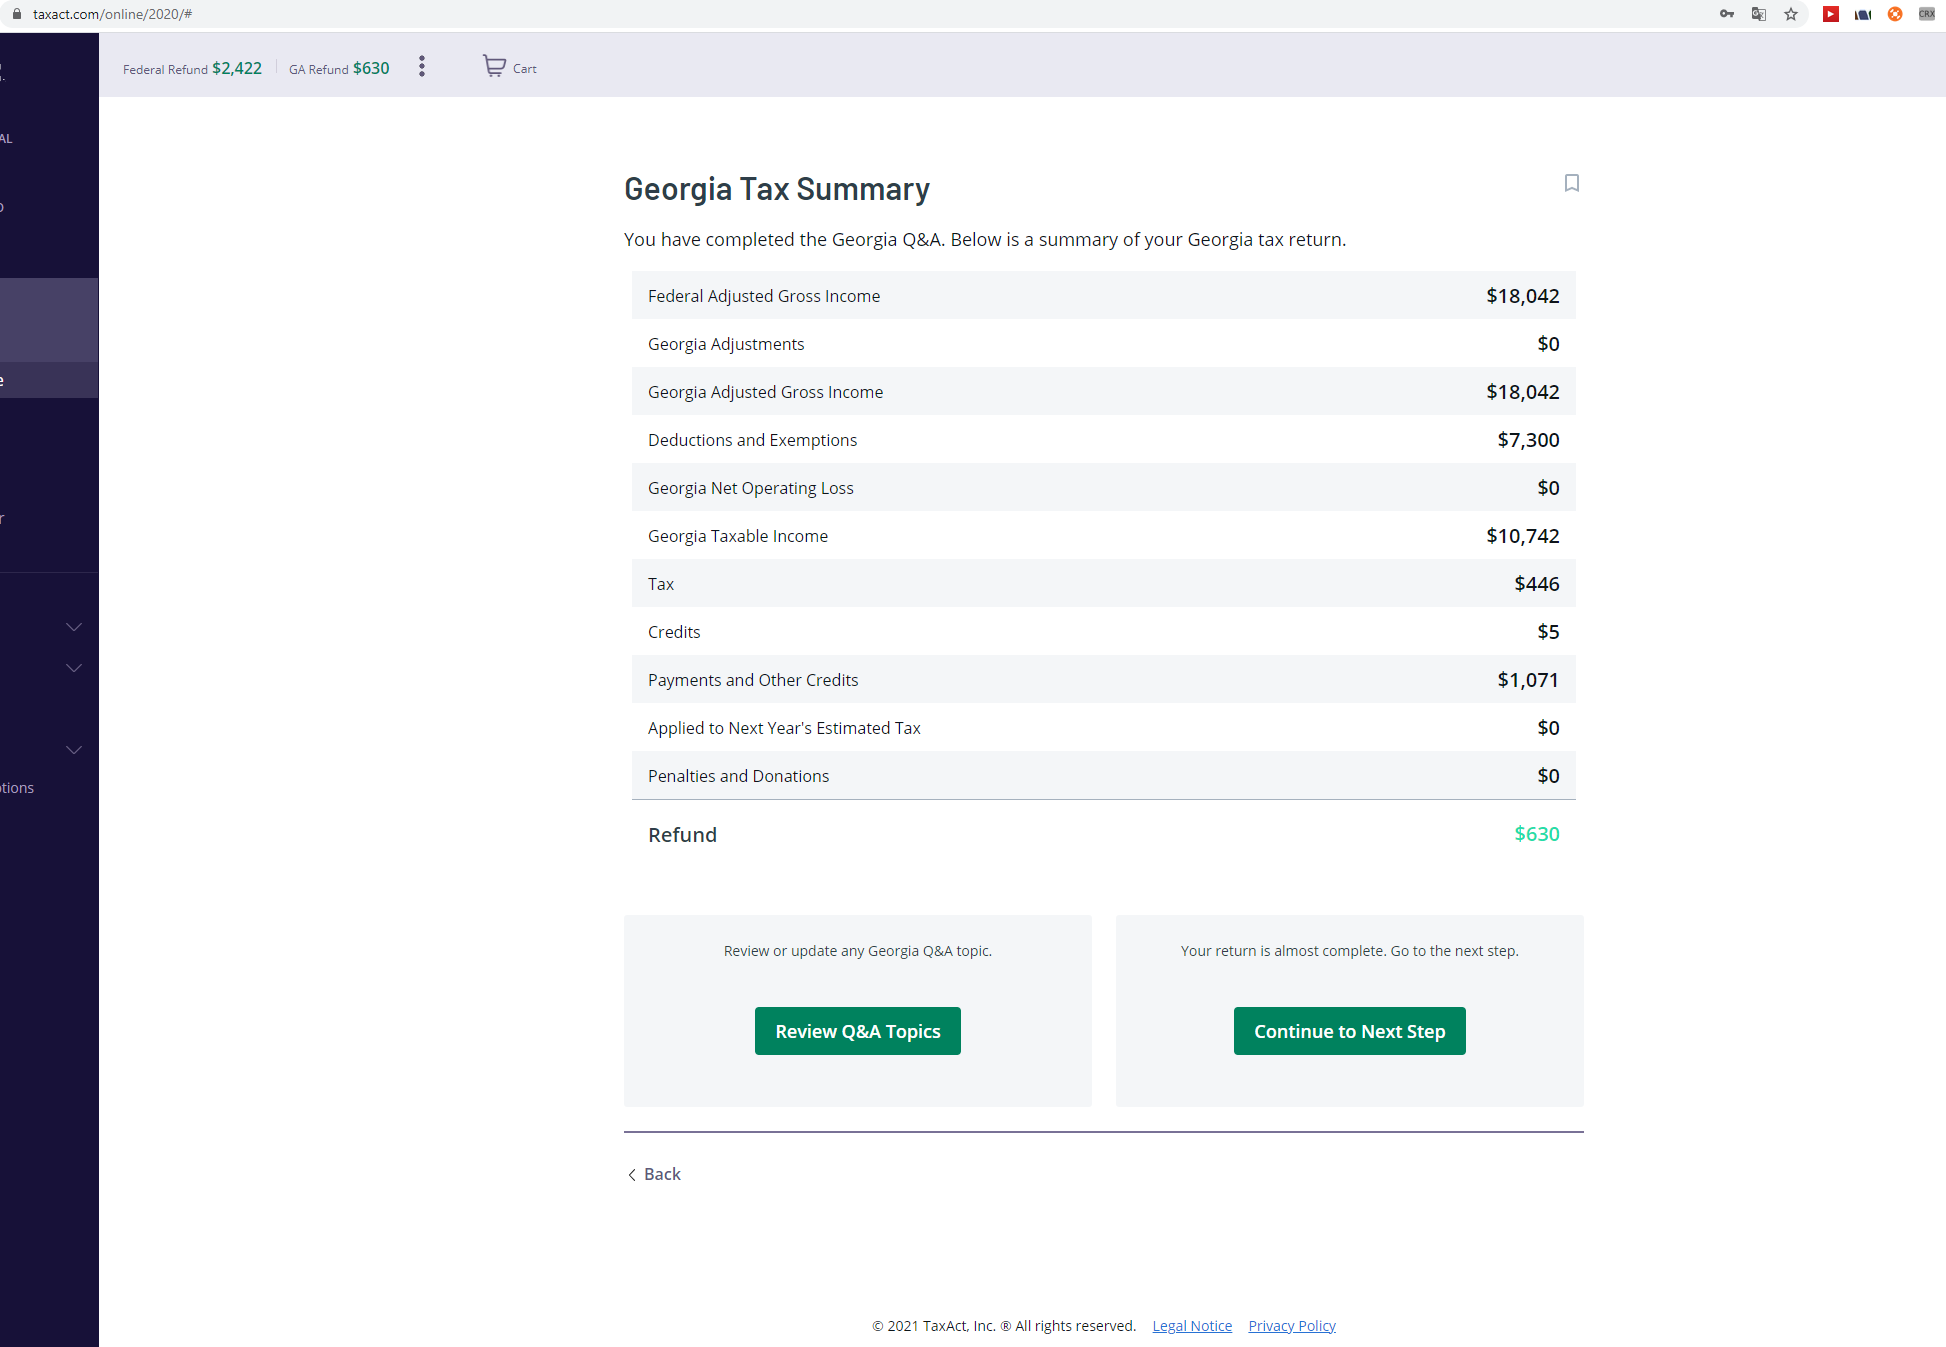 taxact.com/online/2020/#
CRX
Federal Refund $2,422 GA Refund $630 Cart
AL
Georgia Tax Summary
You have completed the Georgia Q&A. Below is a summary of your Georgia tax return.
Federal Adjusted Gross Income $18,042
Georgia Adjustments $0
Georgia Adjusted Gross Income $18,042
Deductions and Exemptions $7,300
Georgia Net Operating Loss $0
Georgia Taxable Income $10,742
Tax $446
Credits $5
Payments and Other Credits $1,071
Applied to Next Year's Estimated Tax $0
Penalties and Donations $0
tions
Refund $630
Review or update any Georgia Q&A topic.
Review Q&A Topics
Your return is almost complete. Go to the next step.
Continue to Next Step
Back
© 2021 TaxAct, Inc. ® All rights reserved. Legal Notice Privacy Policy